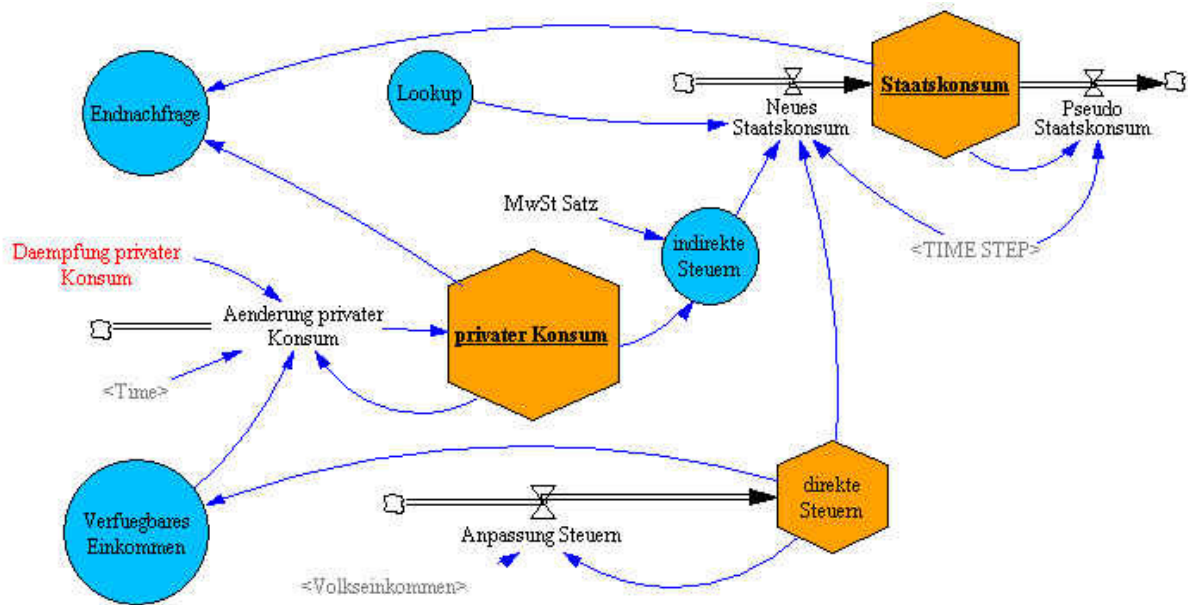 Endnachfrage
Lookup
Neues
Staatskonsum
Staatskonsum
Pseudo
Staatskonsum
MwSt Satz
indirekte
Steuern
<TIME STEP>
Daempfung privater
Konsum
Aenderung privater
Konsum
privater Konsum
<Time>
Verfuegbares
Einkommen
Anpassung Steuern
direkte
Steuern
<Volkseinkommen>